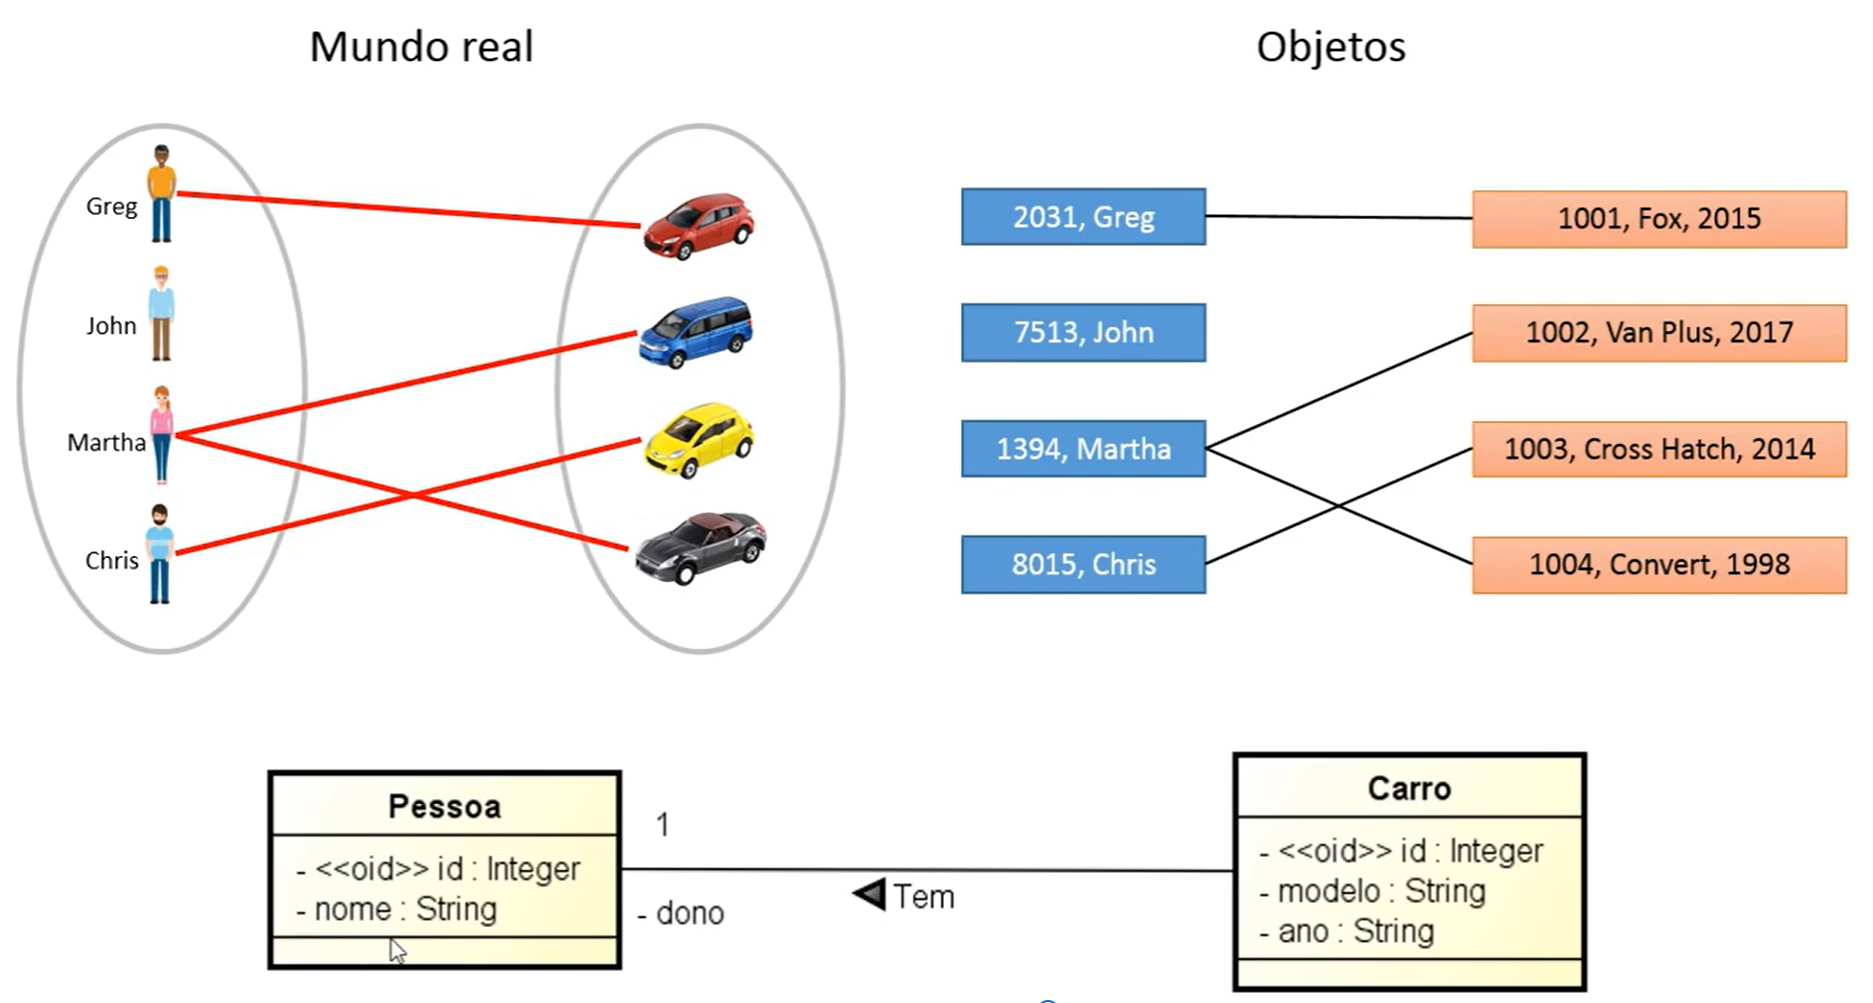 Mundo real
Objetos
Greg
John
Martha
Chris
2031, Greg
1001, Fox, 2015
7513, John
1002, Van Plus, 2017
1394, Martha
1003, Cross Hatch, 2014
8015, Chris
1004, Convert, 1998
Pessoa
- <<oid>> id : Integer
- nome : String
1
- dono
Tem
Carro
- <<oid>> id : Integer
- modelo : String
- ano : String